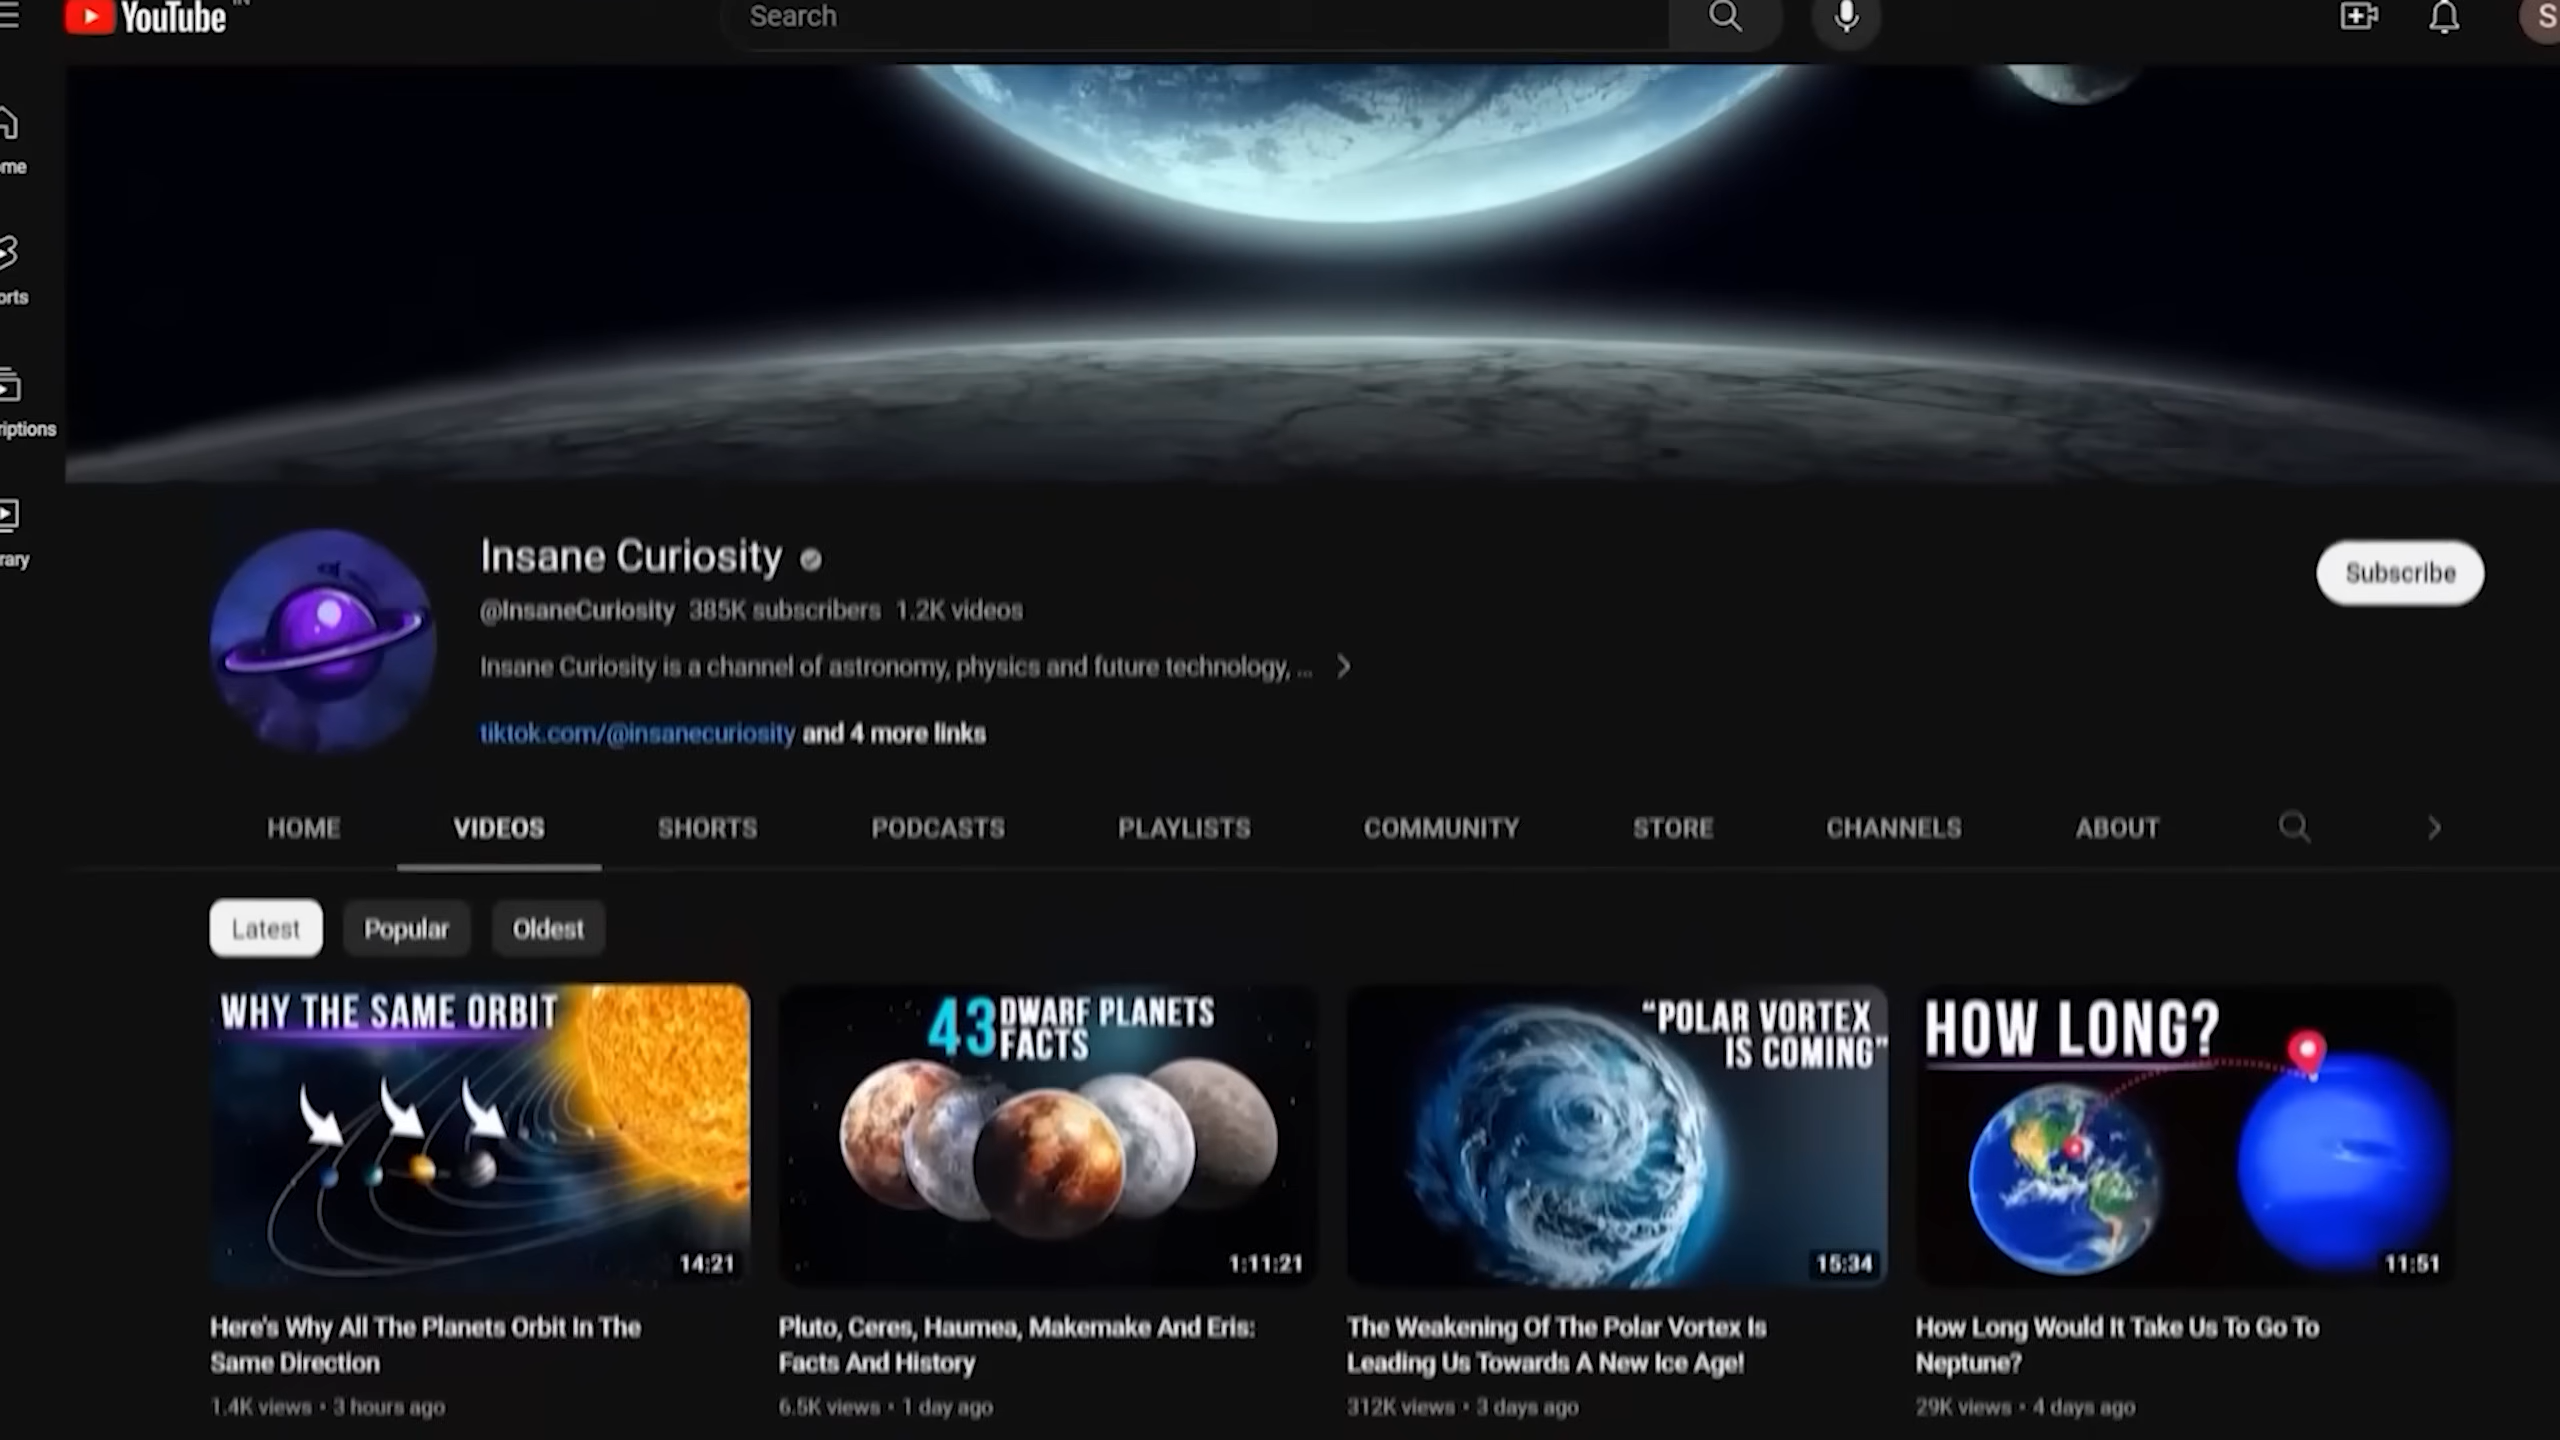 YouTube IN
Search
S
ome
orts
riptions
rary
Insane Curiosity
@InsaneCuriosity 385K subscribers 1.2K videos
Insane Curiosity is a channel of astronomy, physics and future technology, ...
tiktok.com/@insanecuriosity and 4 more links
Subscribe
HOME VIDEOS SHORTS PODCASTS PLAYLISTS COMMUNITY STORE CHANNELS ABOUT
Latest Popular Oldest
WHY THE SAME ORBIT
14:21
Here's Why All The Planets Orbit In The
Same Direction
1.4K views • 3 hours ago
43 DWARF PLANETS
FACTS
1:11:21
Pluto, Ceres, Haumea, Makemake And Eris:
Facts And History
6.5K views • 1 day ago
“POLAR VORTEX
IS COMING”
15:34
The Weakening Of The Polar Vortex Is
Leading Us Towards A New Ice Age!
312K views • 3 days ago
HOW LONG?
11:51
How Long Would It Take Us To Go To
Neptune?
29K views • 4 days ago